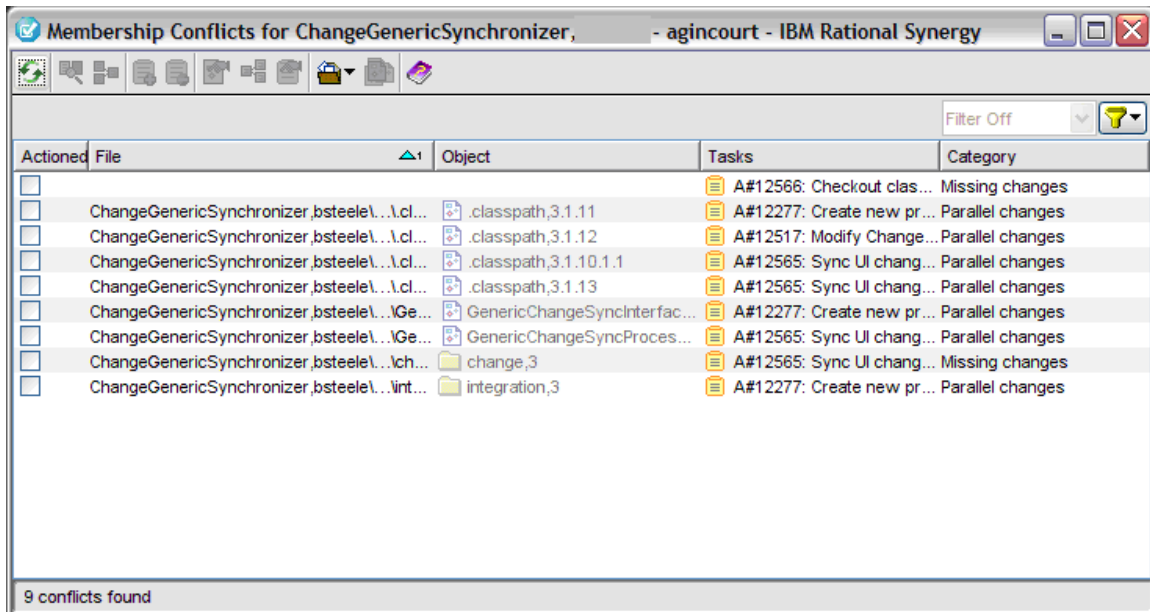 Membership Conflicts for ChangeGenericSynchronizer, - agincourt - IBM Rational Synergy
Filter Off
Actioned File 1 Object Tasks Category
A#12566: Checkout clas... Missing changes
ChangeGenericSynchronizer,bsteele\...\.cl... .classpath,3.1.11 A#12277: Create new pr... Parallel changes
ChangeGenericSynchronizer,bsteele\...\.cl... .classpath,3.1.12 A#12517: Modify Change... Parallel changes
ChangeGenericSynchronizer,bsteele\...\.cl... .classpath,3.1.10.1.1 A#12565: Sync UI chang... Parallel changes
ChangeGenericSynchronizer,bsteele\...\.cl... .classpath,3.1.13 A#12565: Sync UI chang... Parallel changes
ChangeGenericSynchronizer,bsteele\...\Ge... GenericChangeSyncInterfac... A#12277: Create new pr... Parallel changes
ChangeGenericSynchronizer,bsteele\...\Ge... GenericChangeSyncProces... A#12565: Sync UI chang... Parallel changes
ChangeGenericSynchronizer,bsteele\...\ch... change,3 A#12565: Sync UI chang... Missing changes
ChangeGenericSynchronizer,bsteele\...\int... integration,3 A#12277: Create new pr... Parallel changes
9 conflicts found